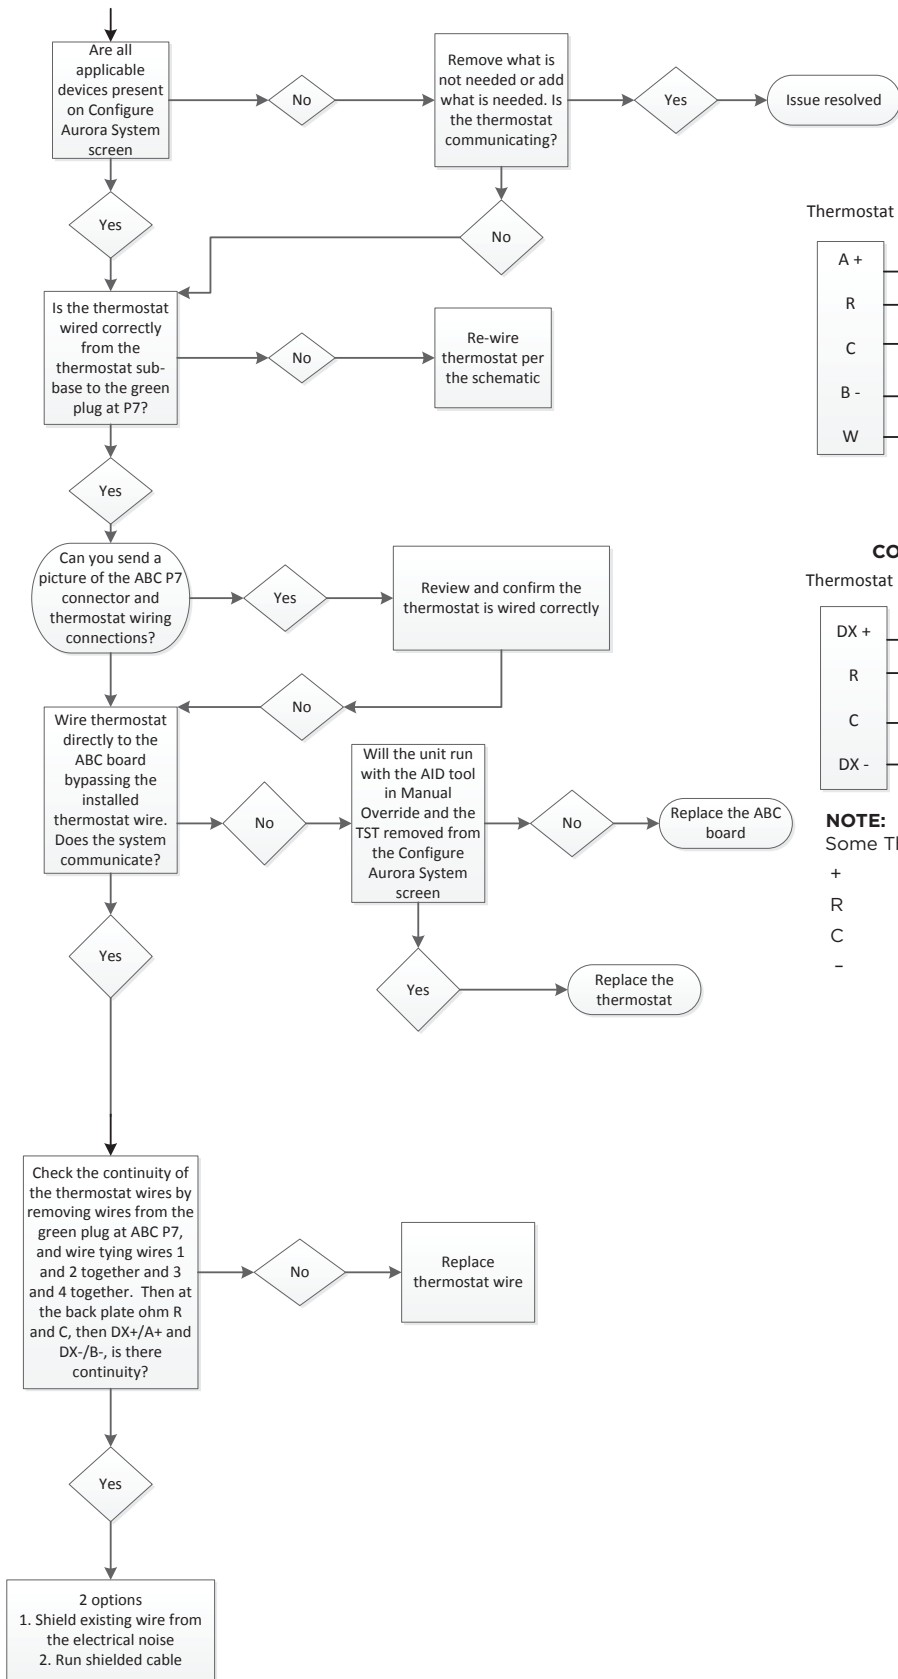 Are all
applicable
devices present
on Configure
Aurora System
screen
No
Remove what is
not needed or add
what is needed. Is
the thermostat
communicating?
Yes
Issue resolved
Yes
No
Is the thermostat
wired correctly
from the
thermostat sub-
base to the green
plug at P7?
No
Re-wire
thermostat per
the schematic
Yes
Can you send a
picture of the ABC P7
connector and
thermostat wiring
connections?
Yes
Review and confirm the
thermostat is wired correctly
No
Wire thermostat
directly to the
ABC board
bypassing the
installed
thermostat wire.
Does the system
communicate?
No
Will the unit run
with the AID tool
in Manual
Override and the
TST removed from
the Configure
Aurora System
screen
No
Replace the ABC
board
Yes
Yes
Replace the
thermostat
Check the continuity of
the thermostat wires by
removing wires from the
green plug at ABC P7,
and wire tying wires 1
and 2 together and 3
and 4 together. Then at
the back plate ohm R
and C, then DX+/A+ and
DX-/B-, is there
continuity?
No
Replace
thermostat wire
Yes
2 options
1. Shield existing wire from
the electrical noise
2. Run shielded cable
Thermostat
A +
R
C
B -
W
CO
Thermostat
DX +
R
C
DX -
NOTE:
Some Th
+
R
C
–